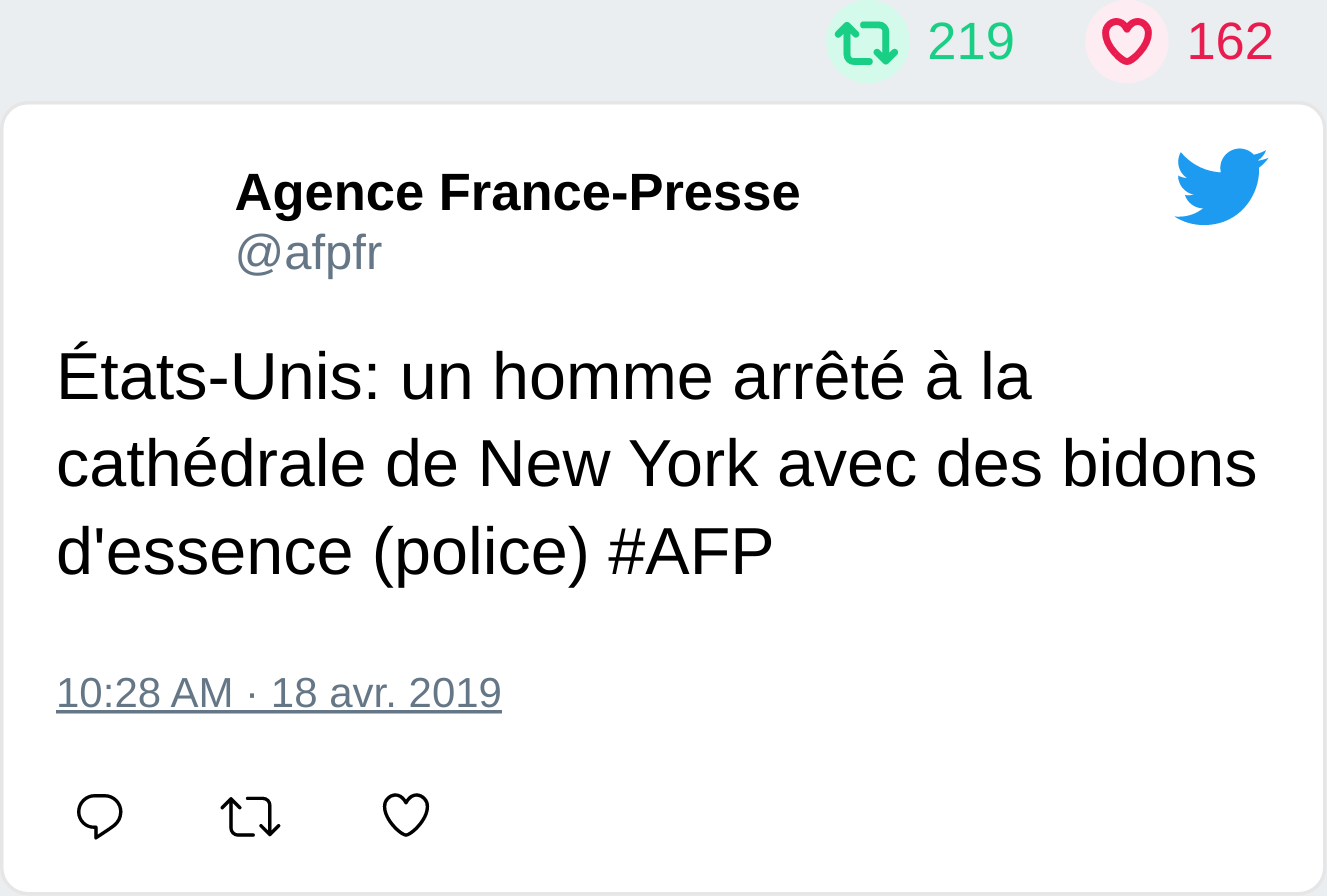 219 162
Agence France-Presse
@afpfr
États-Unis: un homme arrêté à la
cathédrale de New York avec des bidons
d'essence (police) #AFP
10:28 AM · 18 avr. 2019